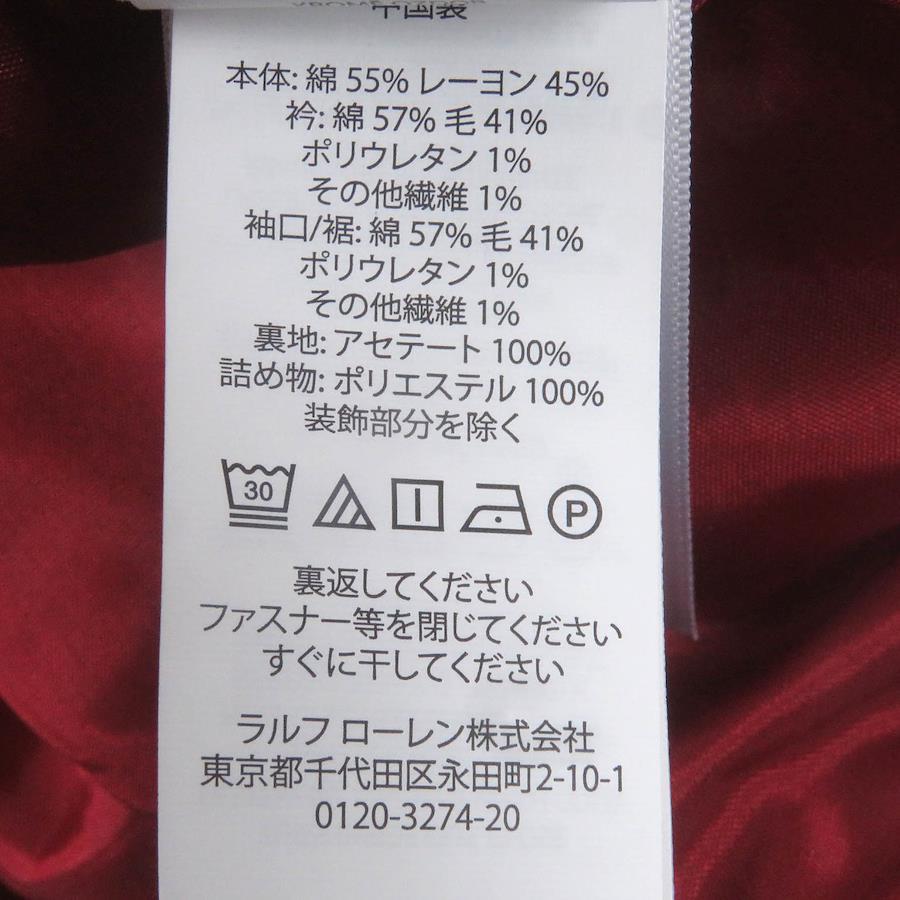 中国製
本体: 綿 55% レーヨン 45%
衿: 綿 57% 毛 41%
ポリウレタン 1%
その他繊維 1%
袖口/裾: 綿 57% 毛 41%
ポリウレタン 1%
その他繊維 1%
裏地: アセテート 100%
詰め物: ポリエステル 100%
装飾部分を除く
30 P
裏返してください
ファスナー等を閉じてください
すぐに干してください
ラルフ ローレン株式会社
東京都千代田区永田町2-10-1
0120-3274-20